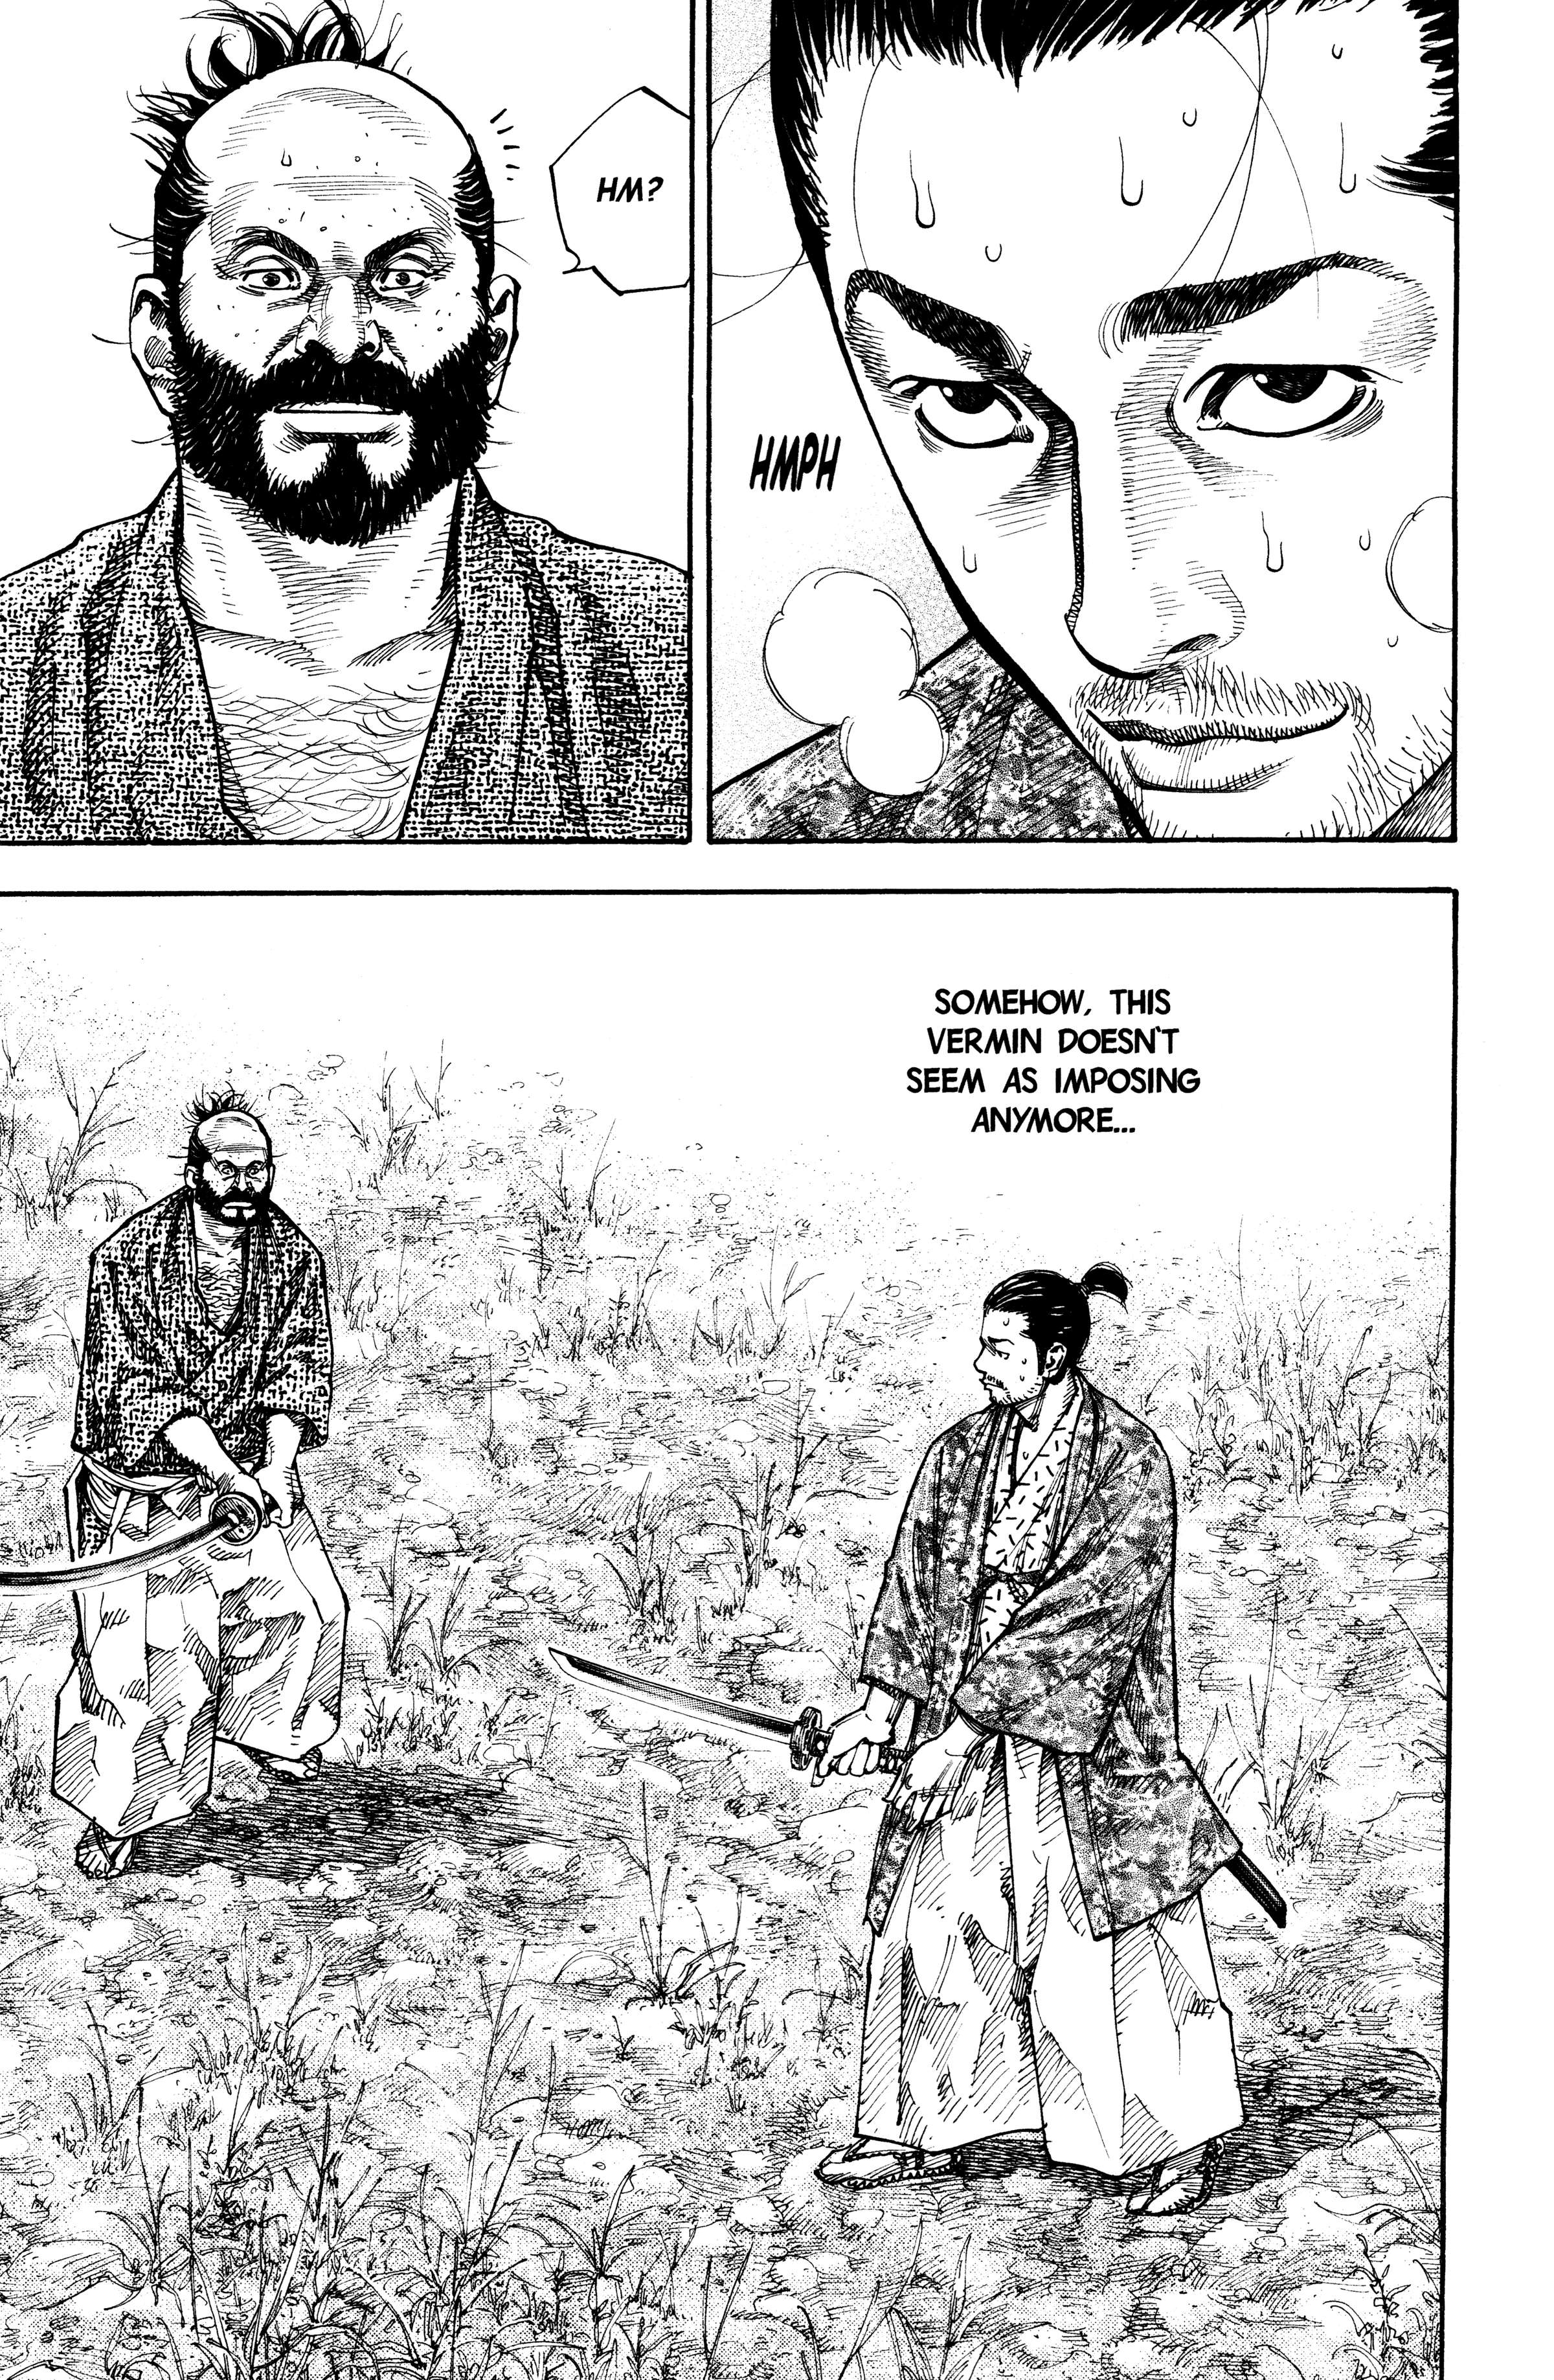 HMPH
HM?
SOMEHOW, THIS
VERMIN DOESN'T
SEEM AS IMPOSING
ANYMORE...